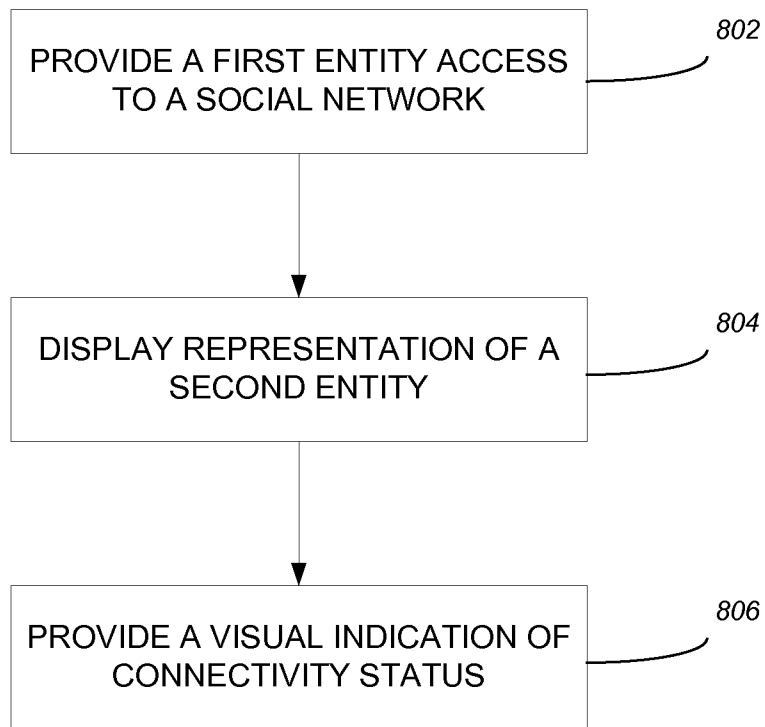 802
PROVIDE A FIRST ENTITY ACCESS
TO A SOCIAL NETWORK
804
DISPLAY REPRESENTATION OF A
SECOND ENTITY
806
PROVIDE A VISUAL INDICATION OF
CONNECTIVITY STATUS